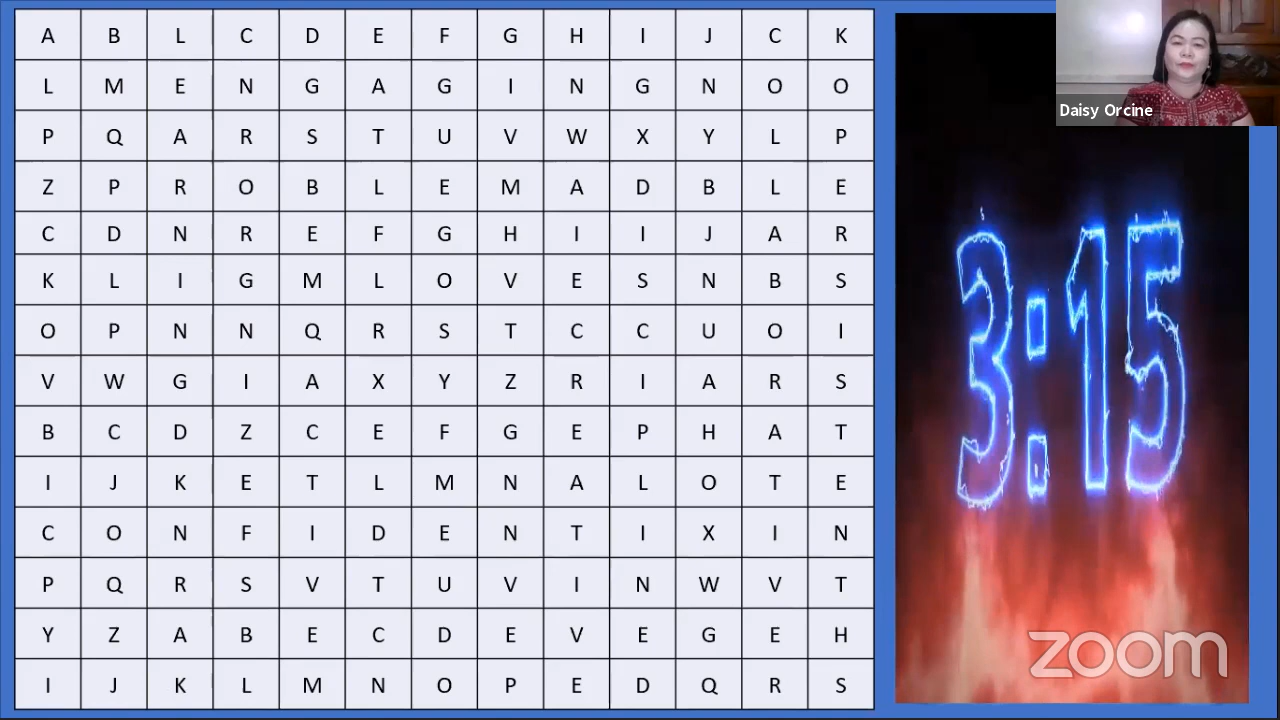 A B L C D E F G H I J C K
L M E N G A G I N G N O O
P Q A R S T U V W X Y L P
Z P R O B L E M A D B L E
C D N R E F G H I I J A R
K L I G M L O V E S N B S
O P N N Q R S T C C U O I
V W G I A X Y Z R I A R S
B C D Z C E F G E P H A T
I J K E T L M N A L O T E
C O N F I D E N T I X I N
P Q R S V T U V I N W V T
Y Z A B E C D E V E G E H
I J K L M N O P E D Q R S
Daisy Orcine
3:15
zoom